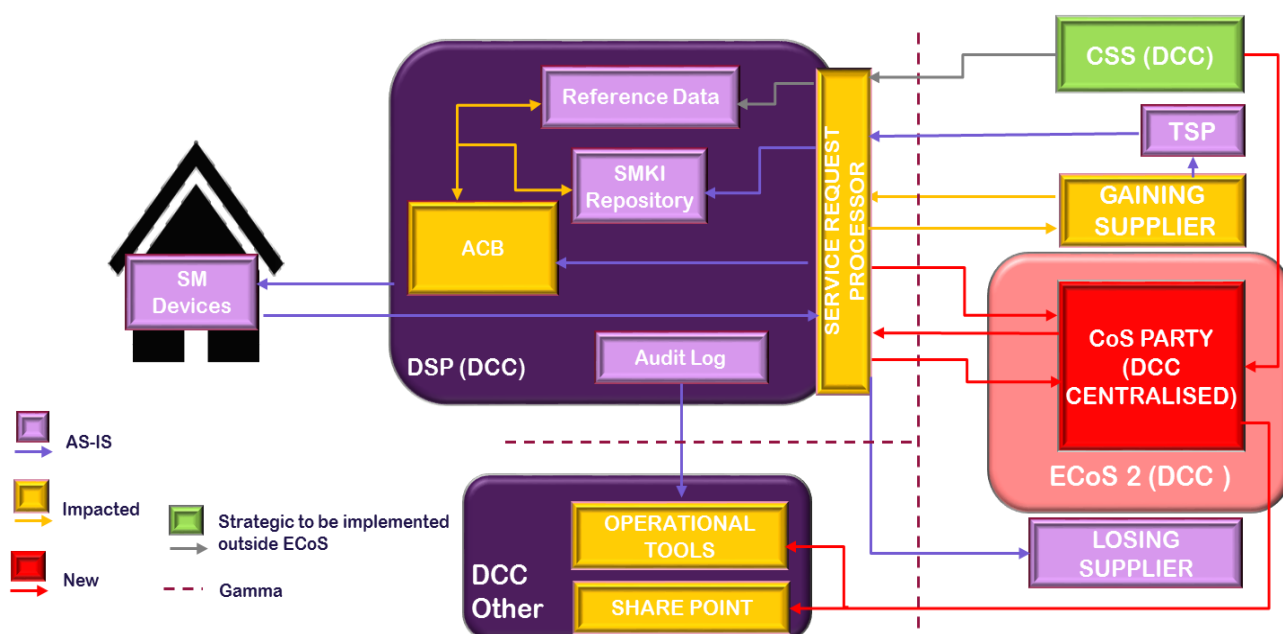 CSS (DCC)
Reference Data
TSP
SMKI
Repository
GAINING
SUPPLIER
ACB
SERVICE REQUEST
PROCESSOR
SM
Devices
CoS PARTY
(DCC
CENTRALISED)
Audit Log
DSP (DCC)
ECoS 2 (DCC )
AS-IS
Impacted
Strategic to be implemented
outside ECoS
New
Gamma
OPERATIONAL
TOOLS
DCC
Other
SHARE POINT
LOSING
SUPPLIER